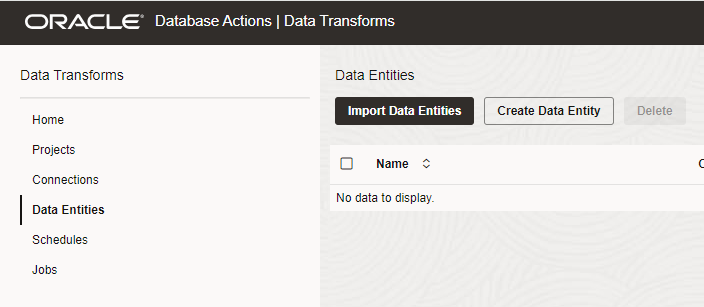 ORACLE Database Actions | Data Transforms
Data Transforms
Home
Projects
Connections
Data Entities
Schedules
Jobs
Data Entities
Import Data Entities Create Data Entity Delete
Name
No data to display.